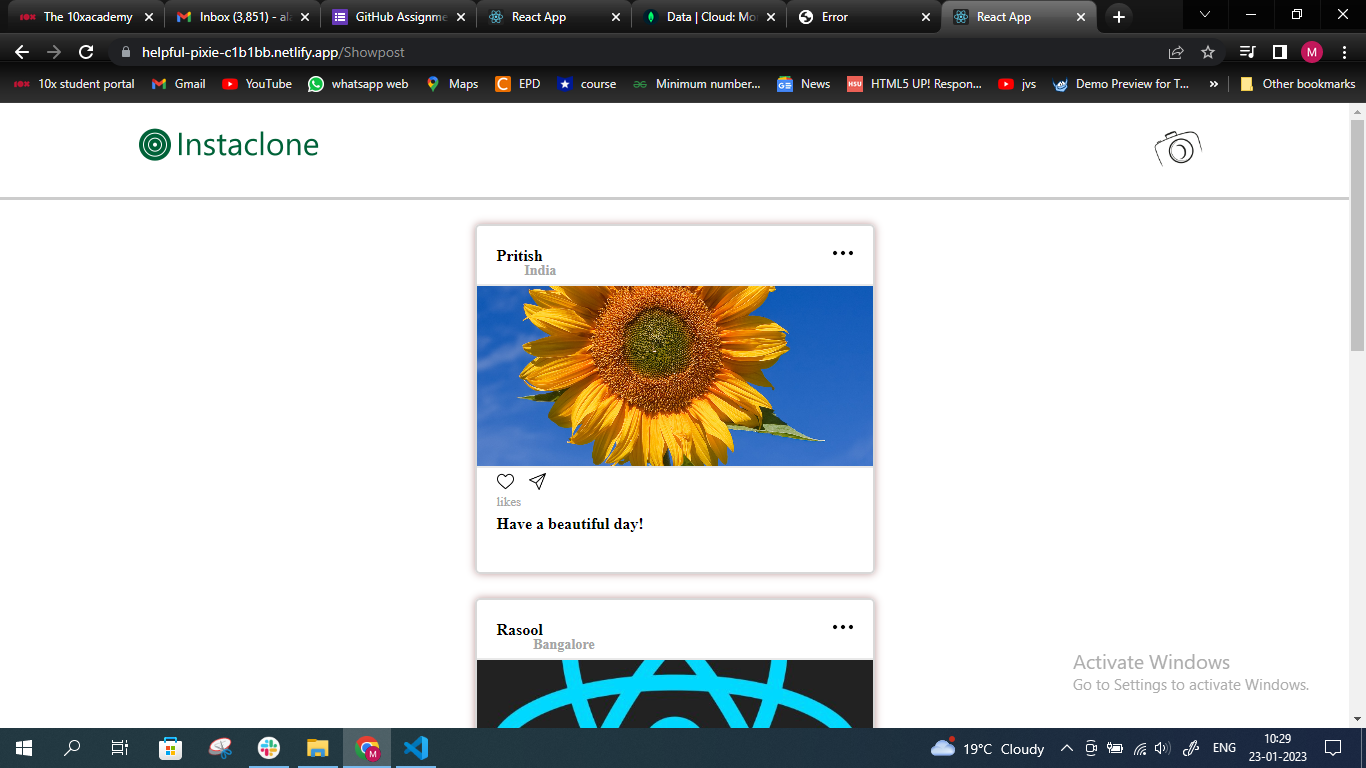 The 10xacademy
Inbox (3,851) - ala
GitHub Assignme
React App
Data | Cloud: Mon
Error
React App
helpful-pixie-c1b1bb.netlify.app/Showpost
M
10x student portal
Gmail
YouTube
whatsapp web
Maps
EPD
course
Minimum number...
News
HTML5 UP! Respon...
jvs
Demo Preview for T...
Other bookmarks
Instaclone
Pritish
India
likes
Have a beautiful day!
Rasool
Bangalore
Activate Windows
Go to Settings to activate Windows.
19°C Cloudy
ENG
10:29
23-01-2023